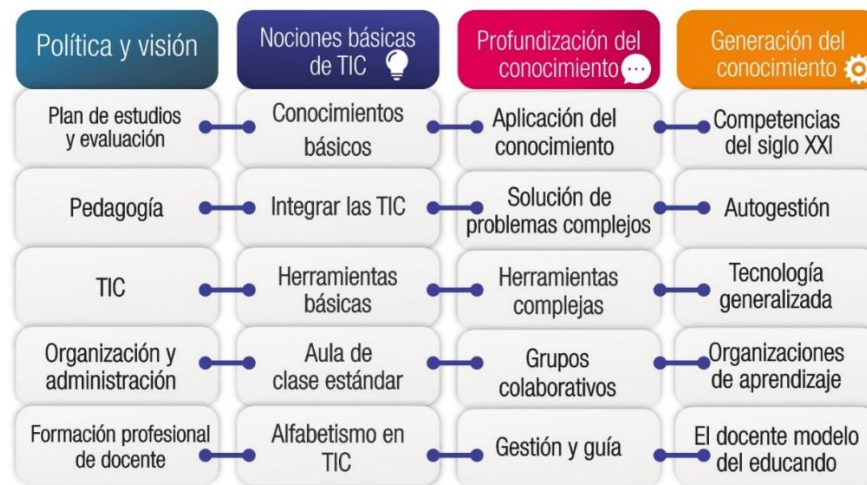 Política y visión
Nociones básicas
de TIC
Profundización del
conocimiento
Generación del
conocimiento
Plan de estudios
y evaluación
Conocimientos
básicos
Aplicación del
conocimiento
Competencias
del siglo XXI
Pedagogía
Integrar las TIC
Solución de
problemas complejos
Autogestión
TIC
Herramientas
básicas
Herramientas
complejas
Tecnología
generalizada
Organización y
administración
Aula de
clase estándar
Grupos
colaborativos
Organizaciones
de aprendizaje
Formación profesional
de docente
Alfabetismo en
TIC
Gestión y guía
El docente modelo
del educando